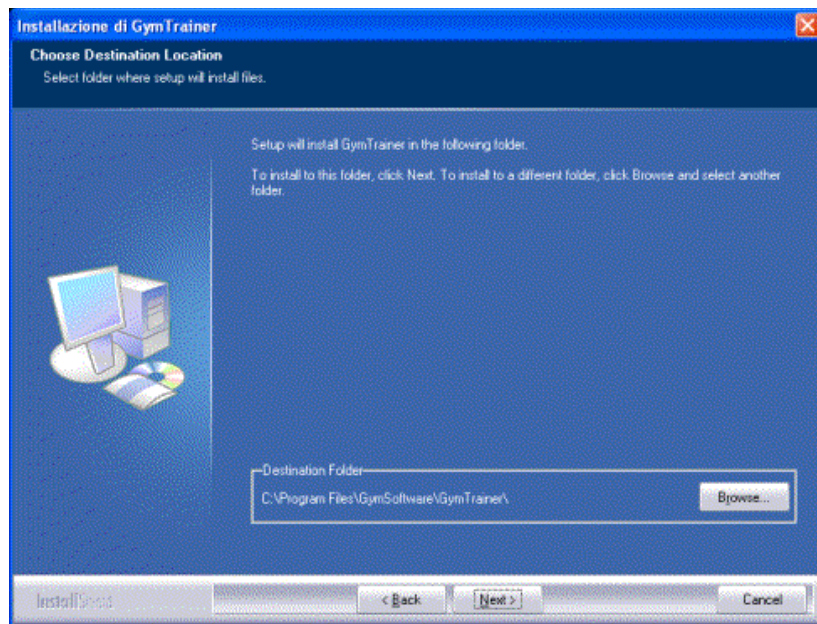 Installazione di GymTrainer
Choose Destination Location
Select folder where setup will install files.
Setup will install GymTrainer in the following folder.
To install to this folder, click Next. To install to a different folder, click Browse and select another
folder.
Destination Folder
C:\Program Files\GymSoftware\GymTrainer\
Browse...
InstallShield
< Back
Next >
Cancel